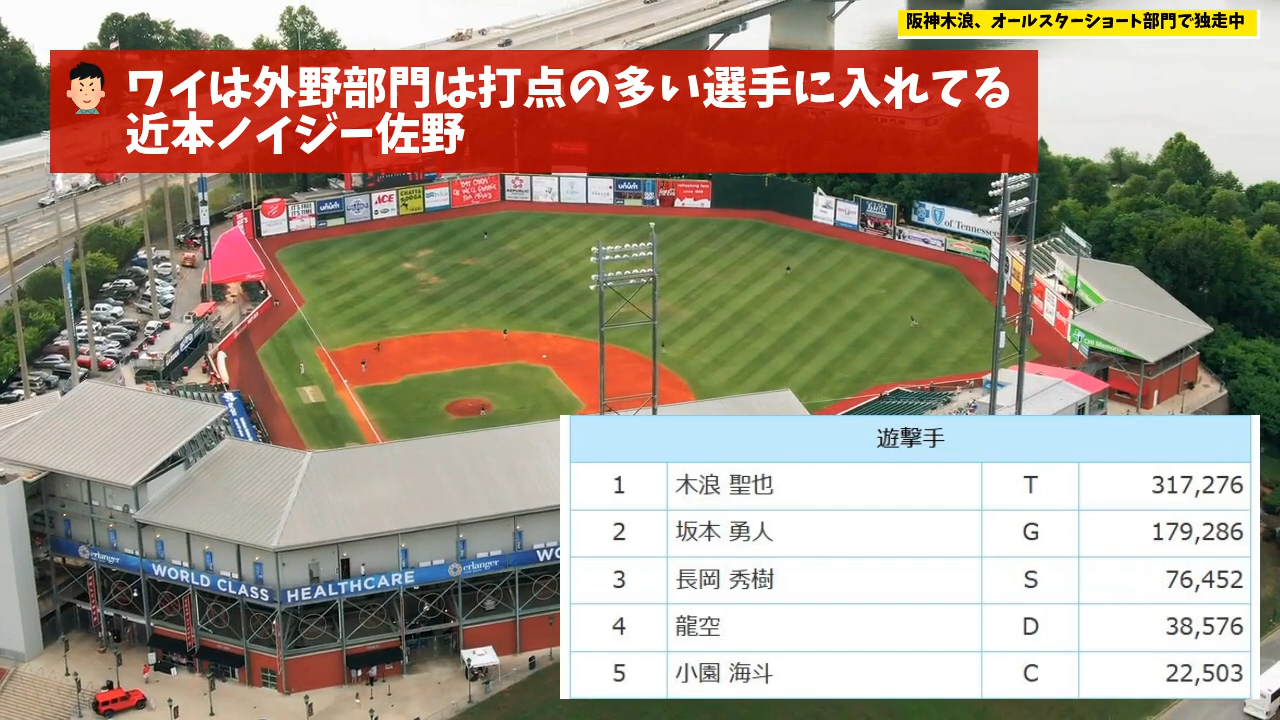 阪神木浪、オールスターショート部門で独走中
ワイは外野部門は打点の多い選手に入れてる
近本ノイジー佐野
ACE
of Tennessee
遊撃手
1 木浪 聖也 T 317,276
2 坂本 勇人 G 179,286
3 長岡 秀樹 S 76,452
4 龍空 D 38,576
5 小園 海斗 C 22,503
erlanger
WORLD CLASS HEALTHCARE
erlanger
WO